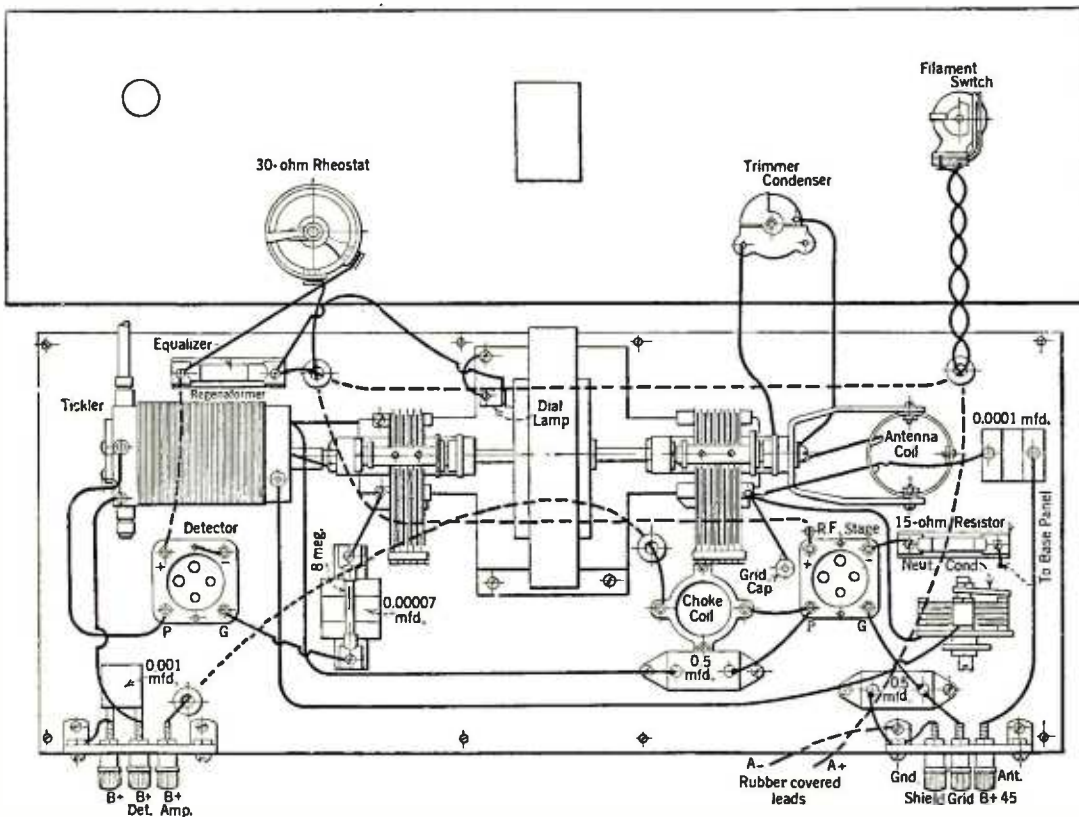 Filament
Switch
30-ohm Rheostat
Trimmer
Condenser
Equalizer
Regenaformer
Tickler
Dial
Lamp
Antenna
Coil
0.0001 mfd.
Detector
+
-
P
G
8 meg.
0.00007
mfd.
Grid
Cap
Choke
Coil
R.F. Stage
+
-
P
G
15-ohm Resistor
Neut. Cond
To Base Panel
0.001
mfd.
0.5
mfd.
0.5
mfd.
A-
A+
Rubber covered
leads
B+
B+
Det.
B+
Amp.
Gnd
Ant.
Shield Grid B+ 45